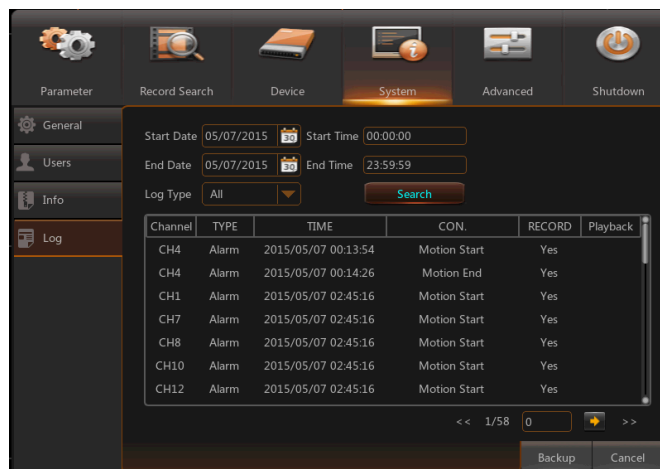 Parameter Record Search Device System Advanced Shutdown
General
Users
Info
Log
Start Date 05/07/2015 30 Start Time 00:00:00
End Date 05/07/2015 30 End Time 23:59:59
Log Type All Search
Channel TYPE TIME CON. RECORD Playback
CH4 Alarm 2015/05/07 00:13:54 Motion Start Yes
CH4 Alarm 2015/05/07 00:14:26 Motion End Yes
CH1 Alarm 2015/05/07 02:45:16 Motion Start Yes
CH7 Alarm 2015/05/07 02:45:16 Motion Start Yes
CH8 Alarm 2015/05/07 02:45:16 Motion Start Yes
CH10 Alarm 2015/05/07 02:45:16 Motion Start Yes
CH12 Alarm 2015/05/07 02:45:16 Motion Start Yes
<< 1/58 0 >>
Backup Cancel